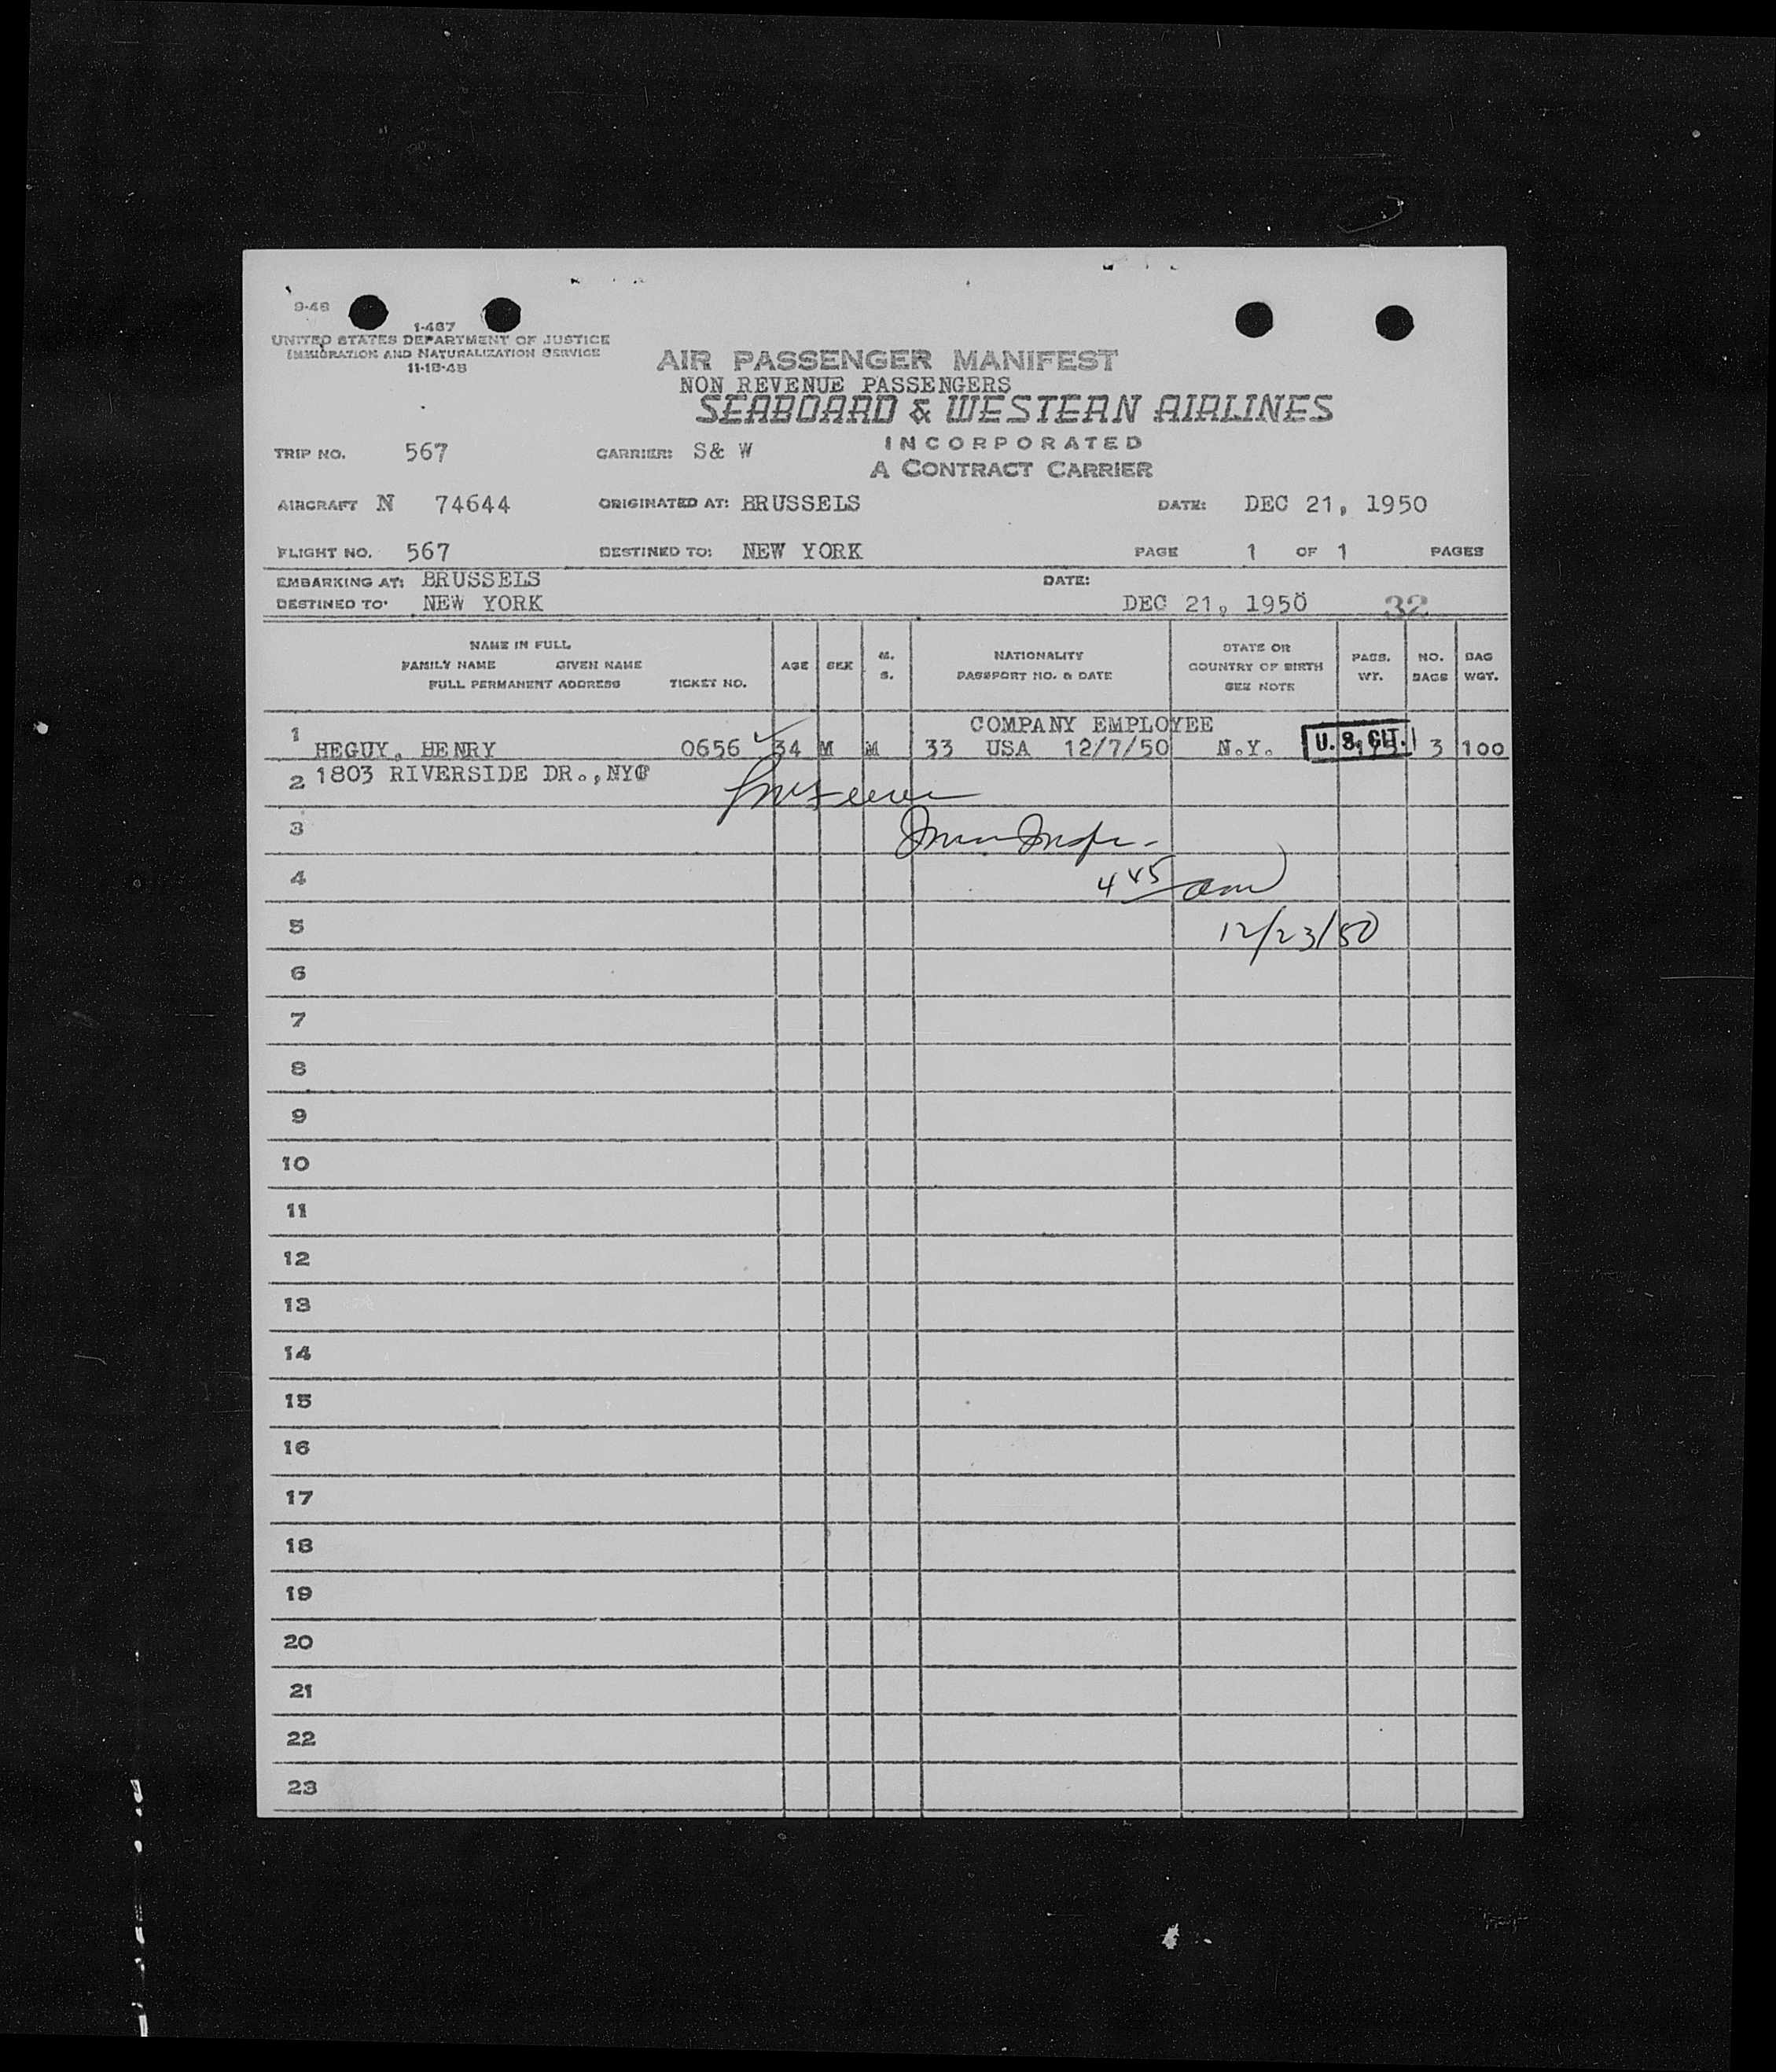 9-48
1-467
UNITED STATES DEPARTMENT OF JUSTICE
IMMIGRATION AND NATURALIZATION SERVICE
11-18-48
AIR PASSENGER MANIFEST
NON REVENUE PASSENGERS
SEABOARD & WESTERN AIRLINES
INCORPORATED
A CONTRACT CARRIER
TRIP NO. 567 CARRIER: S& W
AIRCRAFT N 74644 ORIGINATED AT: BRUSSELS DATE: DEC 21, 1950
FLIGHT NO. 567 DESTINED TO: NEW YORK PAGE 1 OF 1 PAGES
EMBARKING AT: BRUSSELS DATE:
DESTINED TO: NEW YORK DEC 21, 1950 32
NAME IN FULL
FAMILY NAME GIVEN NAME
FULL PERMANENT ADDRESS TICKET NO. AGE SEX M. S. NATIONALITY PASSPORT NO. & DATE STATE OR COUNTRY OF BIRTH SEE NOTE PASS. WT. NO. BAGS BAG WGT.
COMPANY EMPLOYEE
1 HEGUY, HENRY 0656 34 M M 33 USA 12/7/50 N.Y. U. S. CIT. 3 100
2 1803 RIVERSIDE DR., NYC
3 Imm Inspr -
4 4 45 am
5 12/23/50
6
7
8
9
10
11
12
13
14
15
16
17
18
19
20
21
22
23